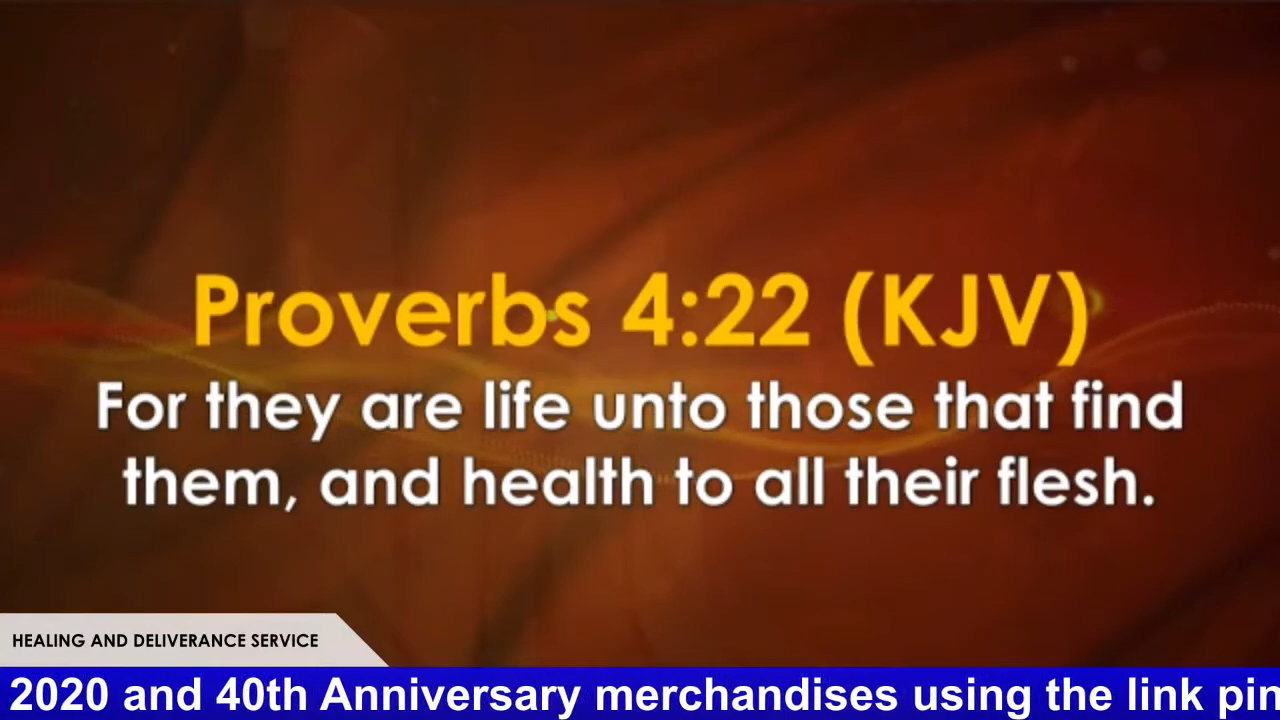 Proverbs 4:22 (KJV)
For they are life unto those that find
them, and health to all their flesh.
HEALING AND DELIVERANCE SERVICE
2020 and 40th Anniversary merchandises using the link pin